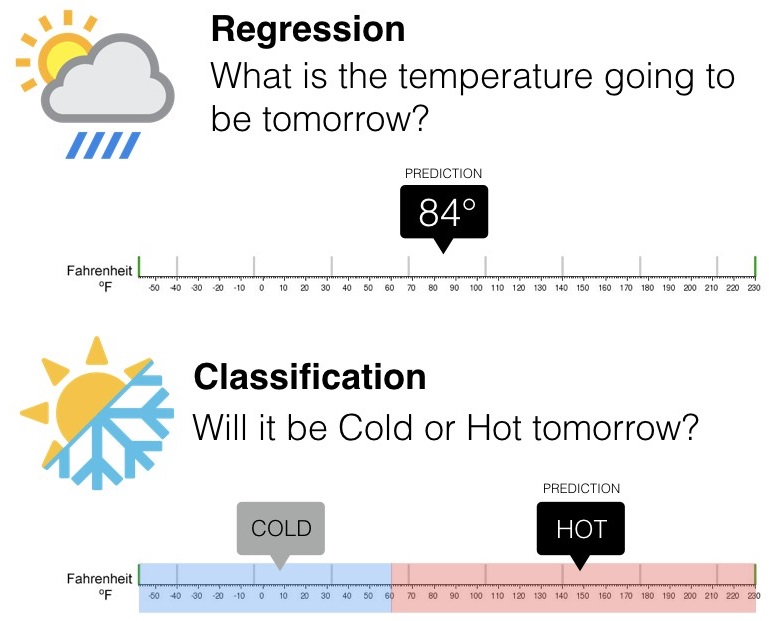 Regression
What is the temperature going to
be tomorrow?
PREDICTION
84°
Fahrenheit
ºF
-50 -40 -30 -20 -10 0 10 20 30 40 50 60 70 80 90 100 110 120 130 140 150 160 170 180 190 200 210 220 230
Classification
Will it be Cold or Hot tomorrow?
PREDICTION
COLD
HOT
Fahrenheit
ºF
-50 -40 -30 -20 -10 0 10 20 30 40 50 60 70 80 90 100 110 120 130 140 150 160 170 180 190 200 210 220 230